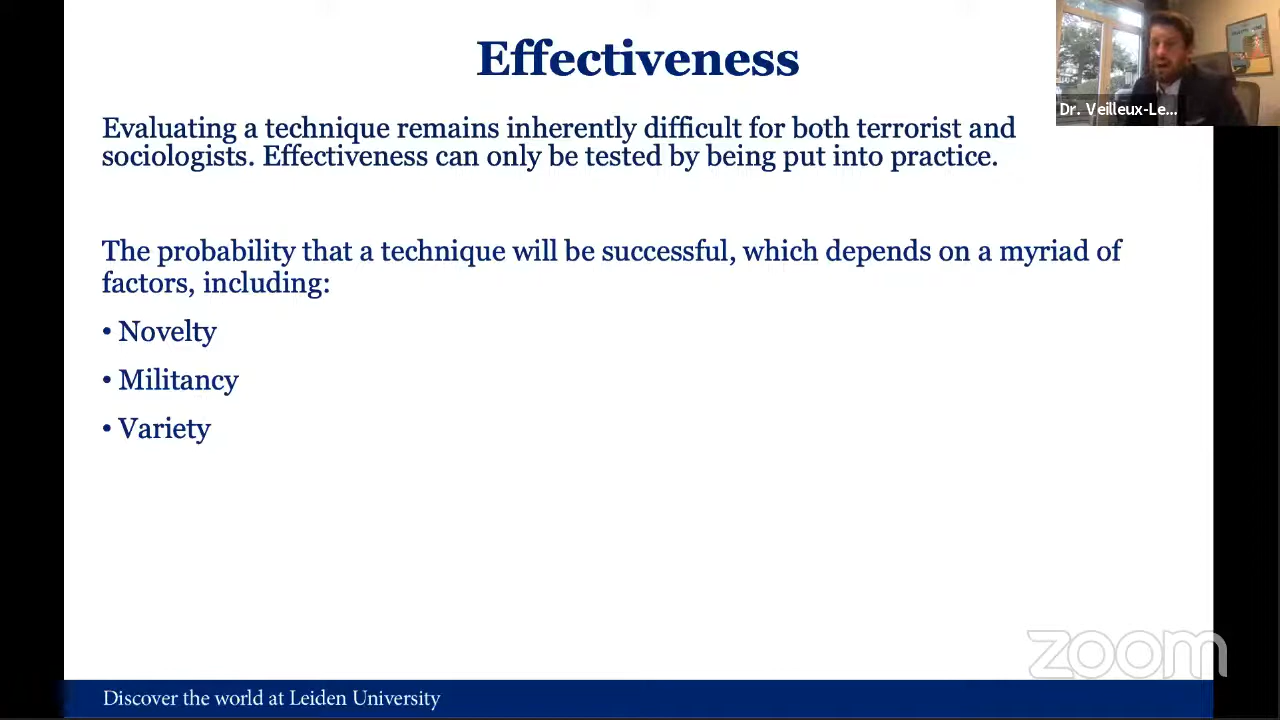 Effectiveness
Dr. Veilleux-Le...
Evaluating a technique remains inherently difficult for both terrorist and
sociologists. Effectiveness can only be tested by being put into practice.
The probability that a technique will be successful, which depends on a myriad of
factors, including:
• Novelty
• Militancy
• Variety
zoom
Discover the world at Leiden University